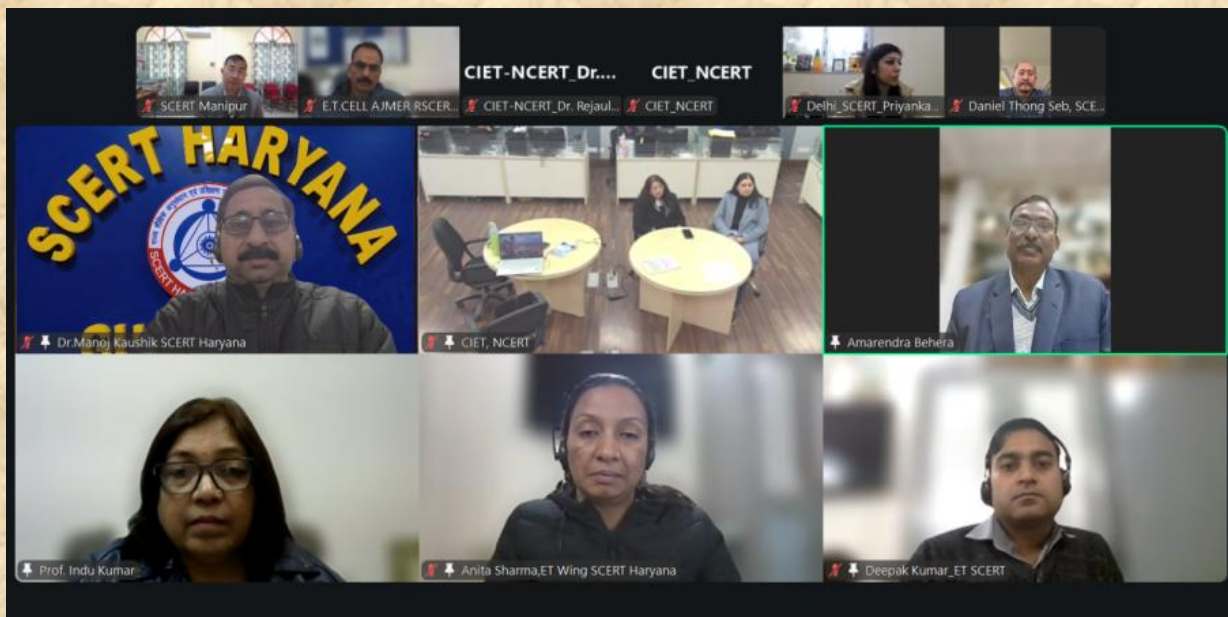 CIET-NCERT_Dr....
CIET_NCERT
SCERT Manipur
E.T.CELL AJMER RSCER...
CIET-NCERT_Dr. Rejaul...
CIET_NCERT
Delhi_SCERT_Priyanka...
Daniel Thong Seb, SCE...
SCERT HARYANA
Dr.Manoj Kaushik SCERT Haryana
CIET, NCERT
Amarendra Behera
Prof. Indu Kumar
Anita Sharma,ET Wing SCERT Haryana
Deepak Kumar_ET SCERT